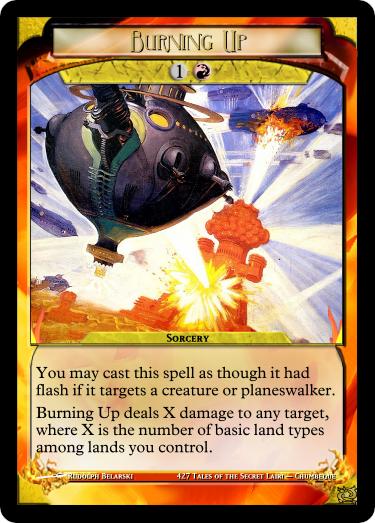 Burning Up
1
Sorcery
You may cast this spell as though it had
flash if it targets a creature or planeswalker.
Burning Up deals X damage to any target,
where X is the number of basic land types
among lands you control.
Rudolph Belarski 427 Tales of the Secret Lair! — Chumbeque